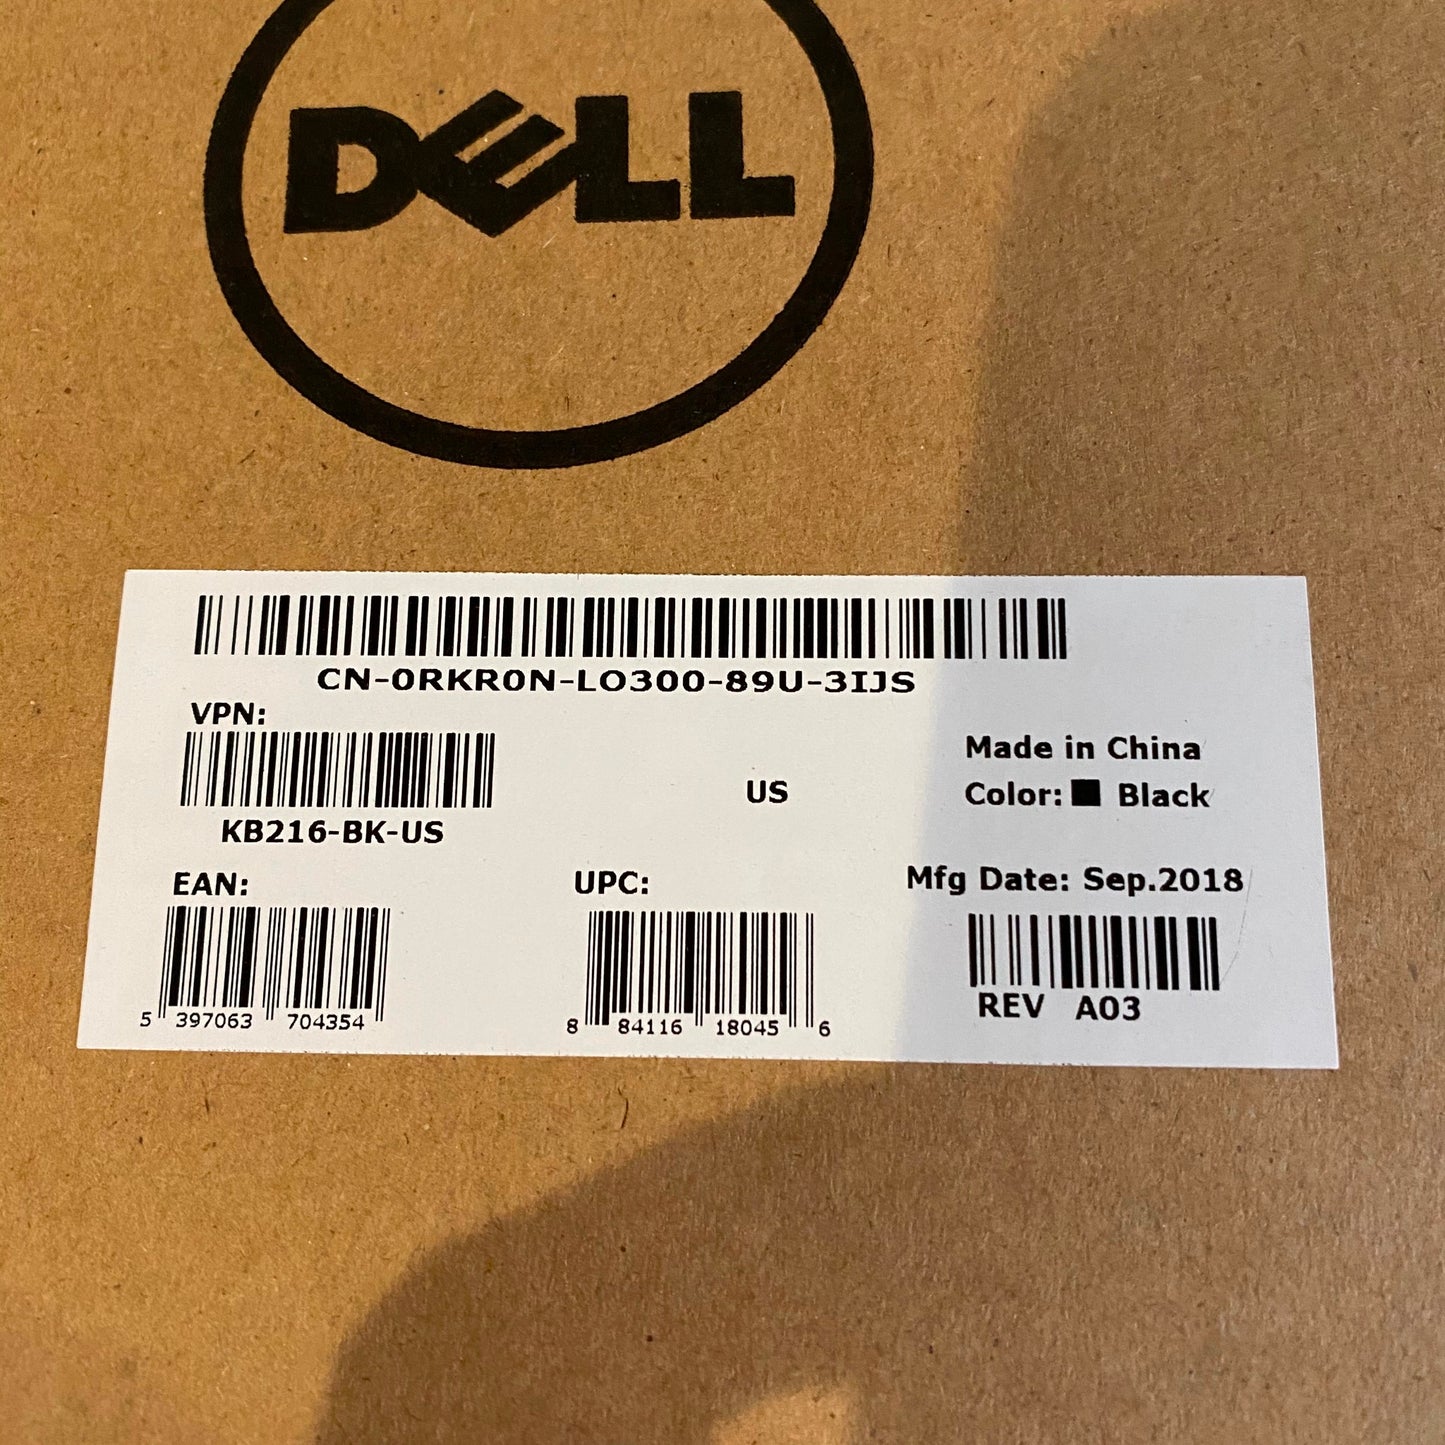 DELL
CN-0RKR0N-LO300-89U-3IJS
VPN:
KB216-BK-US
US
Made in China
Color: ■ Black
EAN:
5 397063 704354
UPC:
8 84116 18045 6
Mfg Date: Sep.2018
REV A03